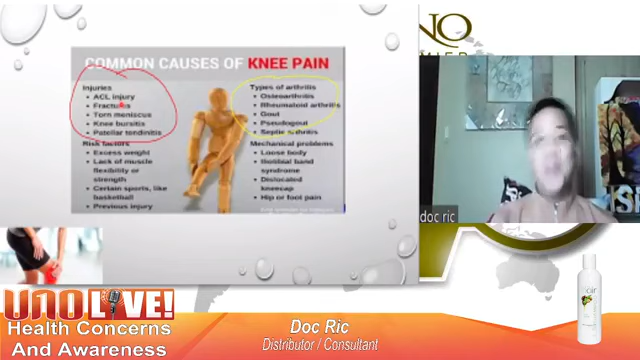 COMMON CAUSES OF KNEE PAIN
Injuries
• ACL injury
• Fractures
• Torn meniscus
• Knee bursitis
• Patellar tendinitis
Risk factors
• Excess weight
• Lack of muscle
flexibility or
strength
• Certain sports, like
basketball
• Previous injury
Types of arthritis
• Osteoarthritis
• Rheumatoid arthritis
• Gout
• Pseudogout
• Septic arthritis
Mechanical problems
• Loose body
• Iliotibial band
syndrome
• Dislocated
kneecap
• Hip or foot pain
NO
doc ric
UNO LIVE!
Health Concerns
And Awareness
Doc Ric
Distributor / Consultant